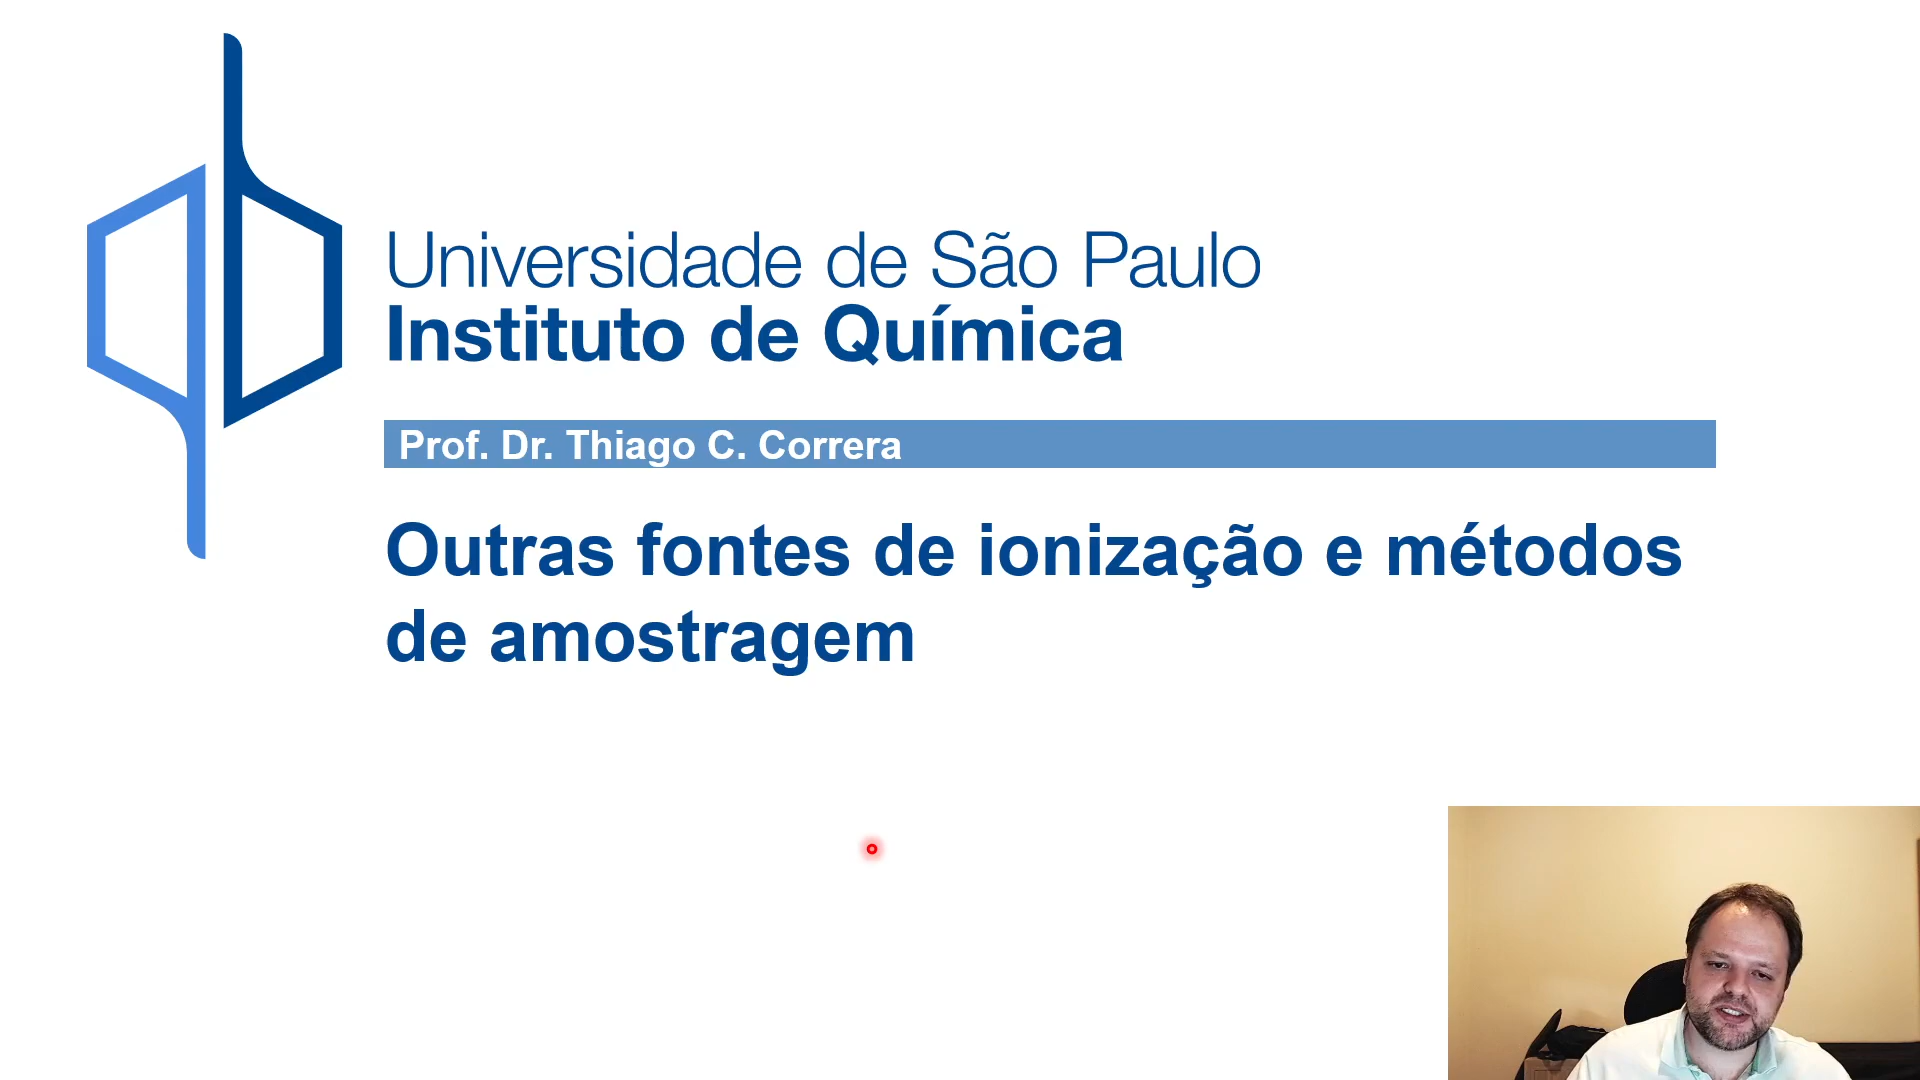 Universidade de São Paulo
Instituto de Química
Prof. Dr. Thiago C. Correra
Outras fontes de ionização e métodos
de amostragem